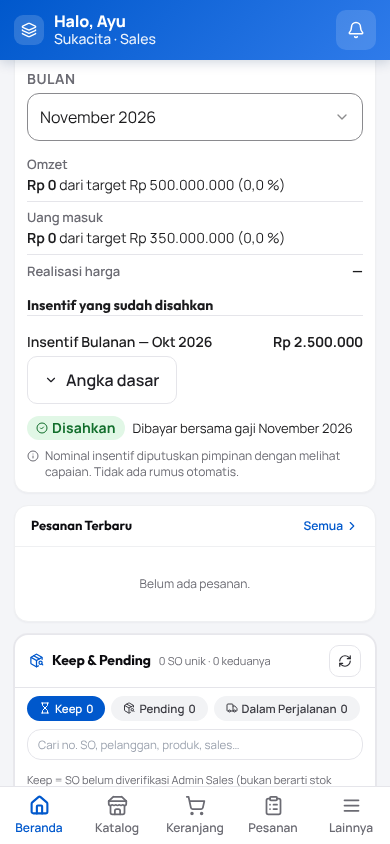 Halo, Ayu
Sukacita · Sales
BULAN
November 2026
Omzet
Rp 0 dari target Rp 500.000.000 (0,0 %)
Uang masuk
Rp 0 dari target Rp 350.000.000 (0,0 %)
Realisasi harga –
Insentif yang sudah disahkan
Insentif Bulanan — Okt 2026 Rp 2.500.000
Angka dasar
Disahkan Dibayar bersama gaji November 2026
Nominal insentif diputuskan pimpinan dengan melihat
capaian. Tidak ada rumus otomatis.
Pesanan Terbaru Semua
Belum ada pesanan.
Keep & Pending 0 SO unik · 0 keduanya
Keep 0 Pending 0 Dalam Perjalanan 0
Cari no. SO, pelanggan, produk, sales...
Keep = SO belum diverifikasi Admin Sales (bukan berarti stok
Beranda Katalog Keranjang Pesanan Lainnya